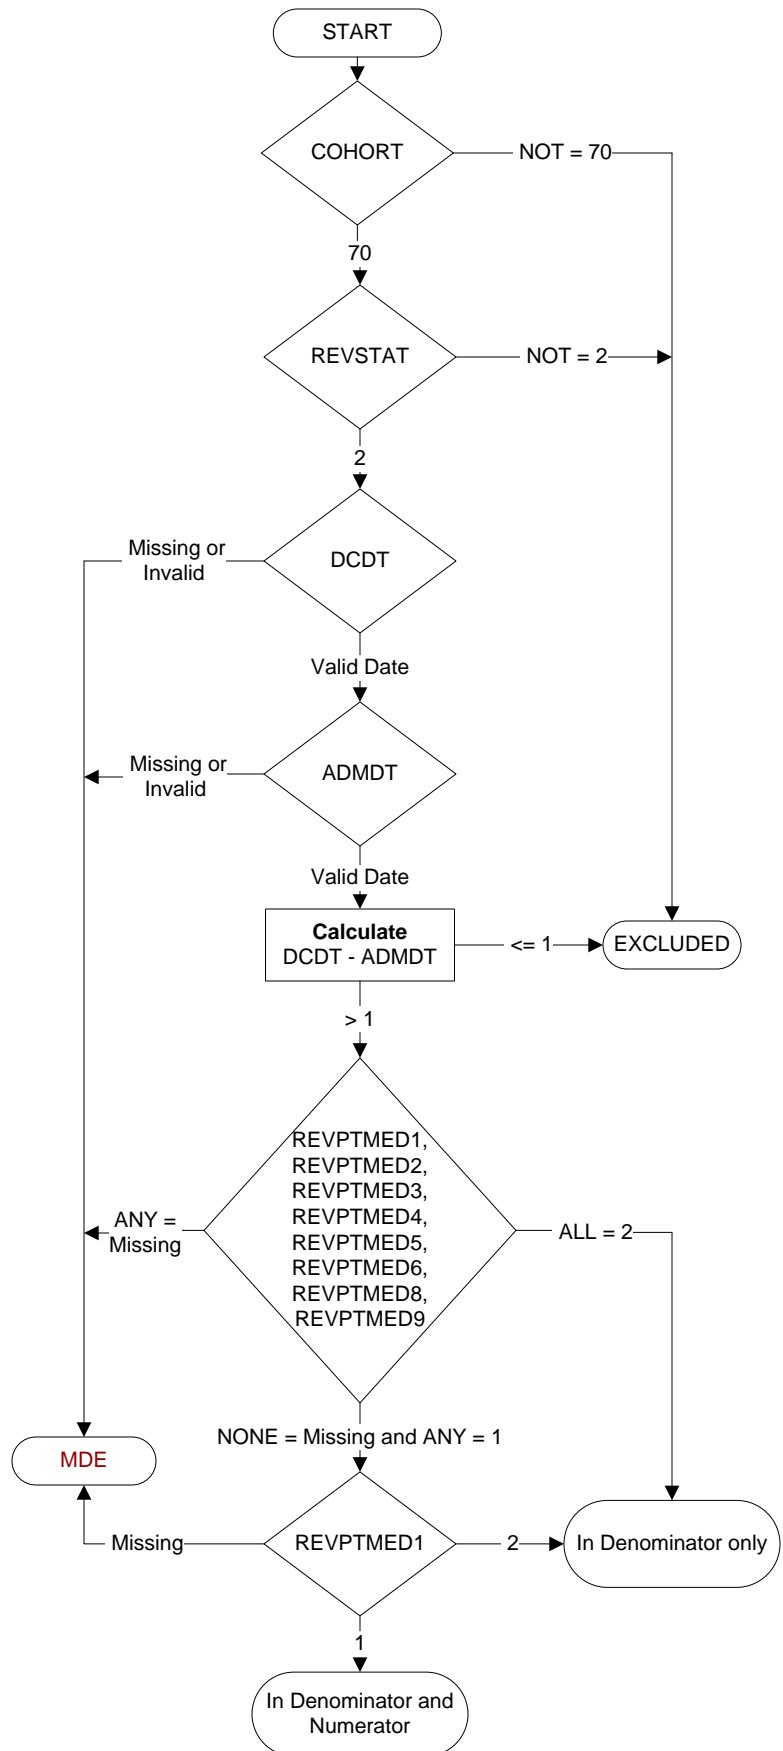 START
COHORT
NOT = 70
70
REVSTAT
NOT = 2
2
Missing or
Invalid
DCDT
Valid Date
Missing or
Invalid
ADMDT
Valid Date
Calculate
DCDT - ADMDT
<= 1
EXCLUDED
> 1
REVPTMED1,
REVPTMED2,
REVPTMED3,
REVPTMED4,
REVPTMED5,
REVPTMED6,
REVPTMED8,
REVPTMED9
ANY =
Missing
ALL = 2
NONE = Missing and ANY = 1
MDE
Missing
REVPTMED1
2
In Denominator only
1
In Denominator and
Numerator